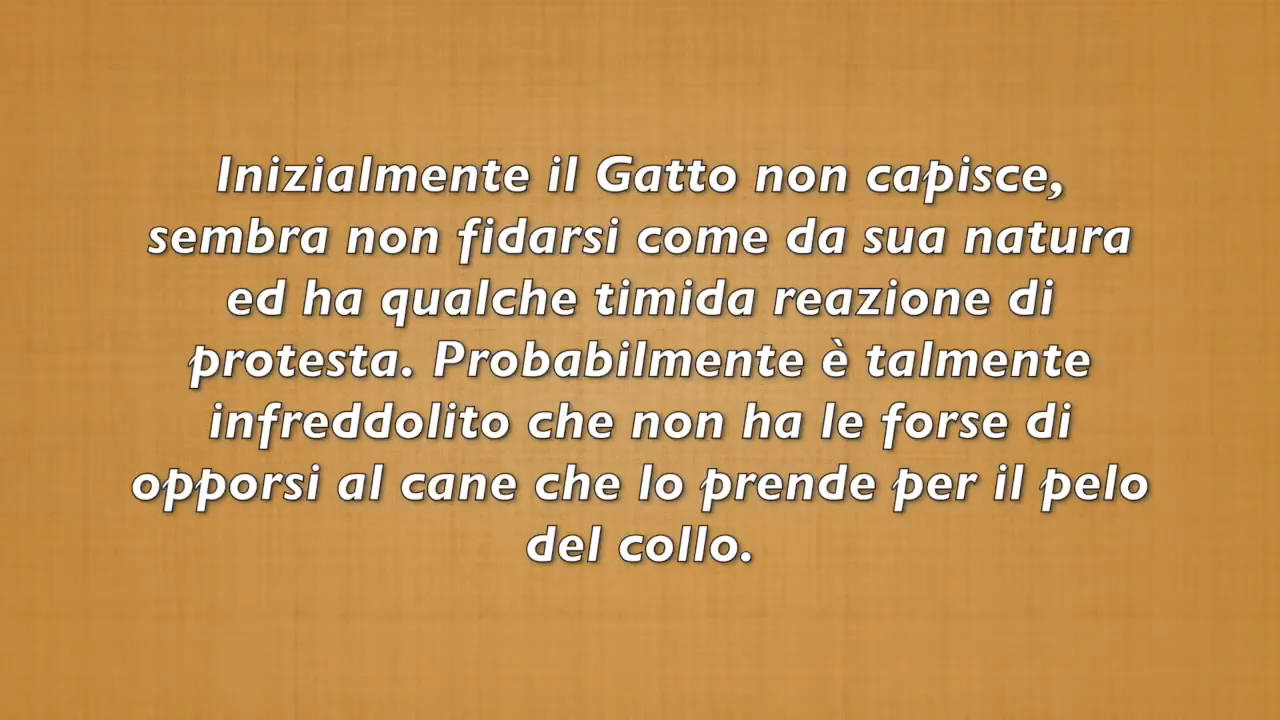 Inizialmente il Gatto non capisce,
sembra non fidarsi come da sua natura
ed ha qualche timida reazione di
protesta. Probabilmente è talmente
infreddolito che non ha le forse di
opporsi al cane che lo prende per il pelo
del collo.